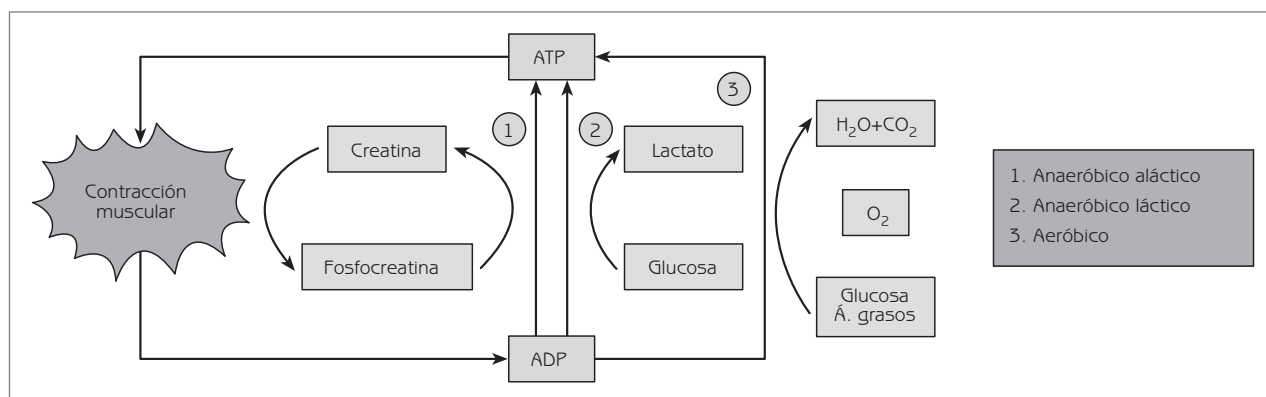 ATP
3
H₂O+CO₂
1
2
Creatina
Lactato
1. Anaeróbico aláctico
Contracción
muscular
2. Anaeróbico láctico
O₂
3. Aeróbico
Fosfocreatina
Glucosa
Glucosa
Á. grasos
ADP